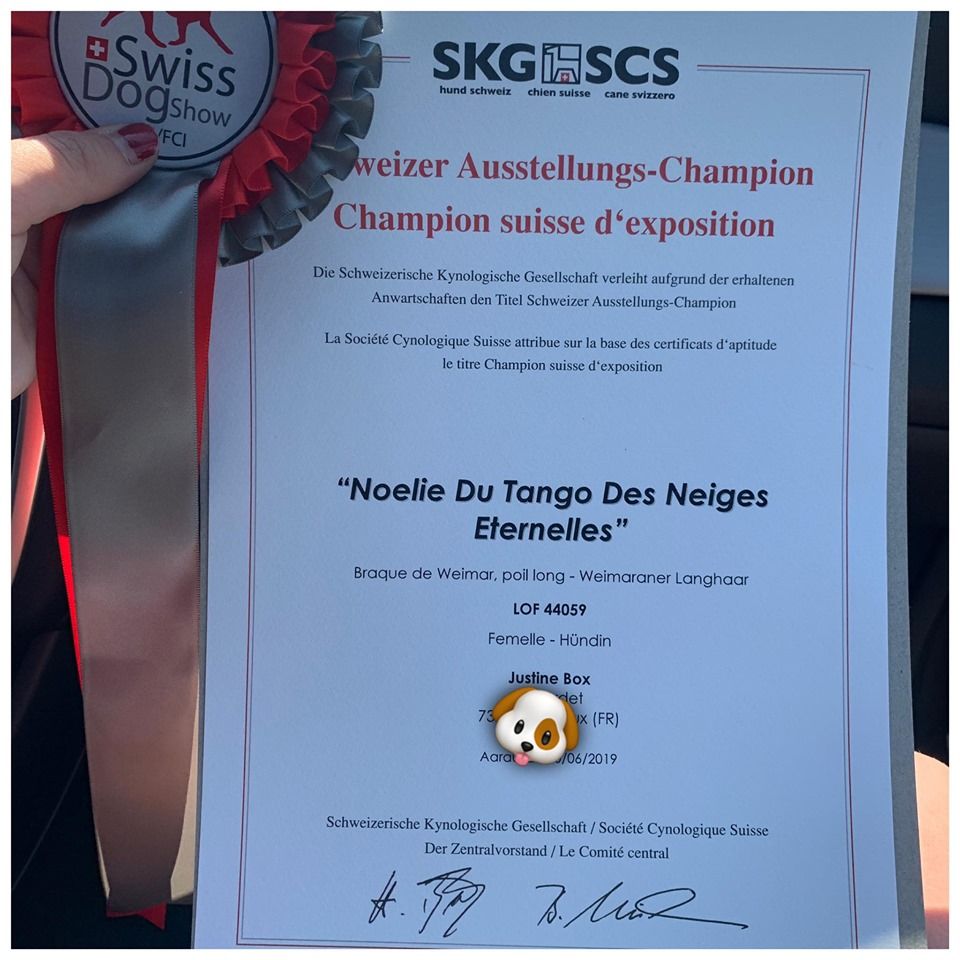 Swiss
Dog Show
/FCI
SKG SCS
hund schweiz chien suisse cane svizzero
weizer Ausstellungs-Champion
Champion suisse d‘exposition
Die Schweizerische Kynologische Gesellschaft verleiht aufgrund der erhaltenen
Anwartschaften den Titel Schweizer Ausstellungs-Champion
La Société Cynologique Suisse attribue sur la base des certificats d‘aptitude
le titre Champion suisse d‘exposition
“Noelie Du Tango Des Neiges
Eternelles”
Braque de Weimar, poil long - Weimaraner Langhaar
LOF 44059
Femelle - Hündin
Justine Box
(FR)
/06/2019
Schweizerische Kynologische Gesellschaft / Société Cynologique Suisse
Der Zentralvorstand / Le Comité central